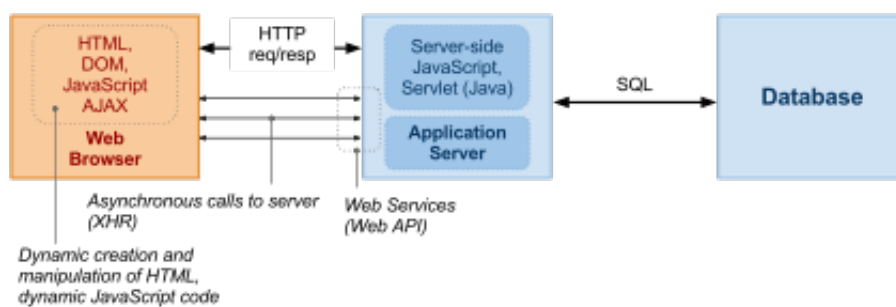 HTML,
DOM,
JavaScript
AJAX
Web
Browser
HTTP
req/resp
Server-side
JavaScript,
Servlet (Java)
Application
Server
SQL
Database
Asynchronous calls to server
(XHR)
Web Services
(Web API)
Dynamic creation and
manipulation of HTML,
dynamic JavaScript code